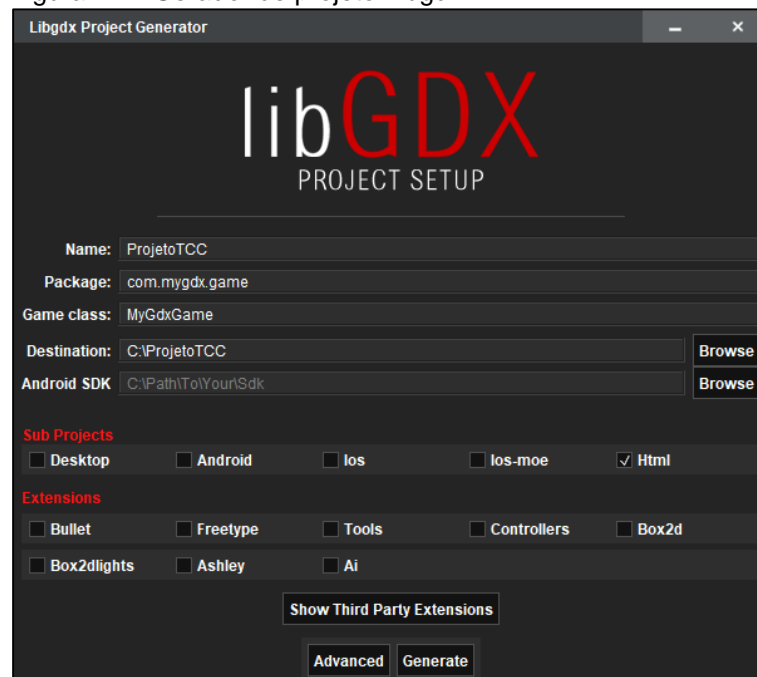 Libgdx Project Generator
libGDX
PROJECT SETUP
Name: ProjetoTCC
Package: com.mygdx.game
Game class: MyGdxGame
Destination: C:\ProjetoTCC Browse
Android SDK C:\Path\To\Your\Sdk Browse
Sub Projects
Desktop Android Ios Ios-moe Html
Extensions
Bullet Freetype Tools Controllers Box2d
Box2dlights Ashley Ai
Show Third Party Extensions
Advanced Generate